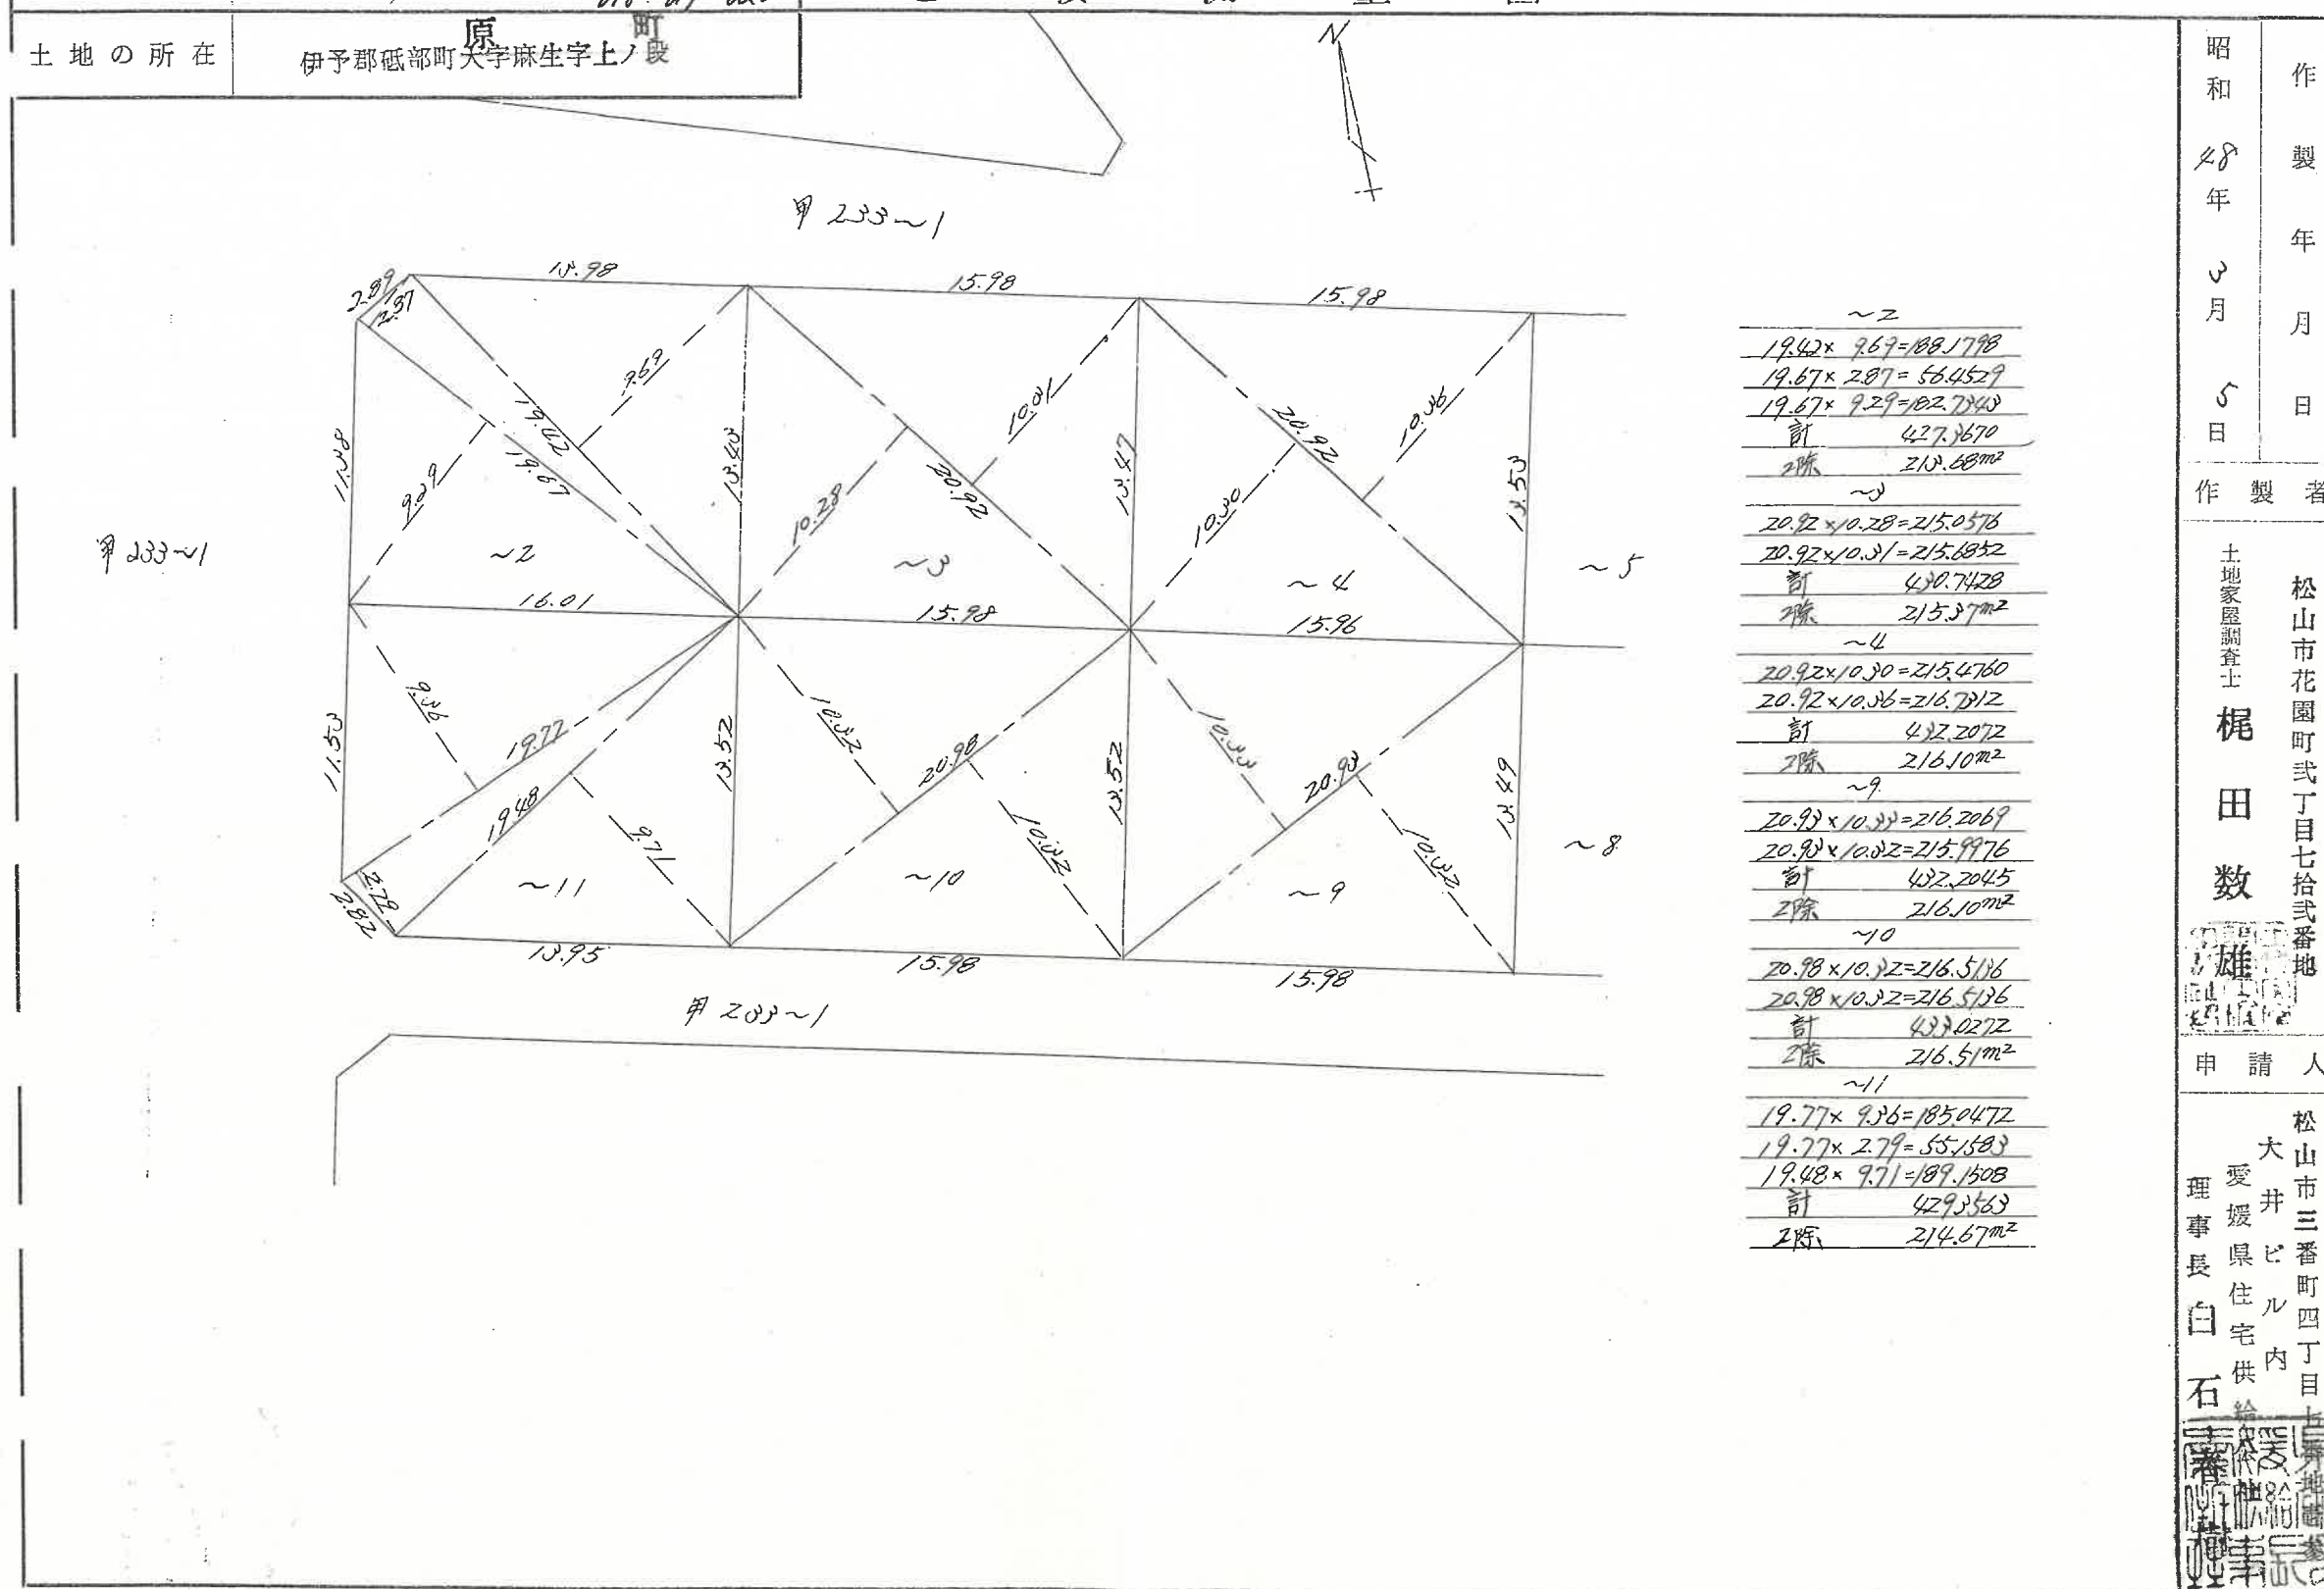 土地の所在
伊予郡砥部町大字麻生字上ノ段
原町
N
甲233~1
13.98
15.98
15.98
2.89
2.87
9.69
10.31
10.36
19.42
19.67
13.43
20.92
13.47
20.92
13.53
11.38
9.29
10.28
10.30
甲233~1
~2
~3
~4
~5
16.01
15.98
15.96
9.36
19.77
13.52
10.32
20.98
13.52
10.33
20.93
13.49
11.53
19.48
9.71
10.32
10.32
~8
2.79
2.82
~11
~10
~9
13.95
15.98
15.98
甲233~1
~2
19.42×9.69=188.1798
19.67×2.87=56.4529
19.67×9.29=182.7343
計 427.3670
2除 213.68m²
~3
20.92×10.28=215.0576
20.92×10.31=215.6852
計 430.7428
2除 215.37m²
~4
20.92×10.30=215.4760
20.92×10.36=216.7312
計 432.2072
2除 216.10m²
~9
20.93×10.33=216.2069
20.93×10.32=215.9976
計 432.2045
2除 216.10m²
~10
20.98×10.32=216.5136
20.98×10.32=216.5136
計 433.0272
2除 216.51m²
~11
19.77×9.36=185.0472
19.77×2.79=55.1583
19.48×9.71=189.1508
計 429.3563
2除 214.67m²
作製年月日
昭和48年3月5日
作製者
松山市花園町弐丁目七拾弐番地
土地家屋調査士 梶田数雄
申請人
松山市三番町四丁目
大井ビル内
愛媛県住宅供給公社
理事長 白石春樹